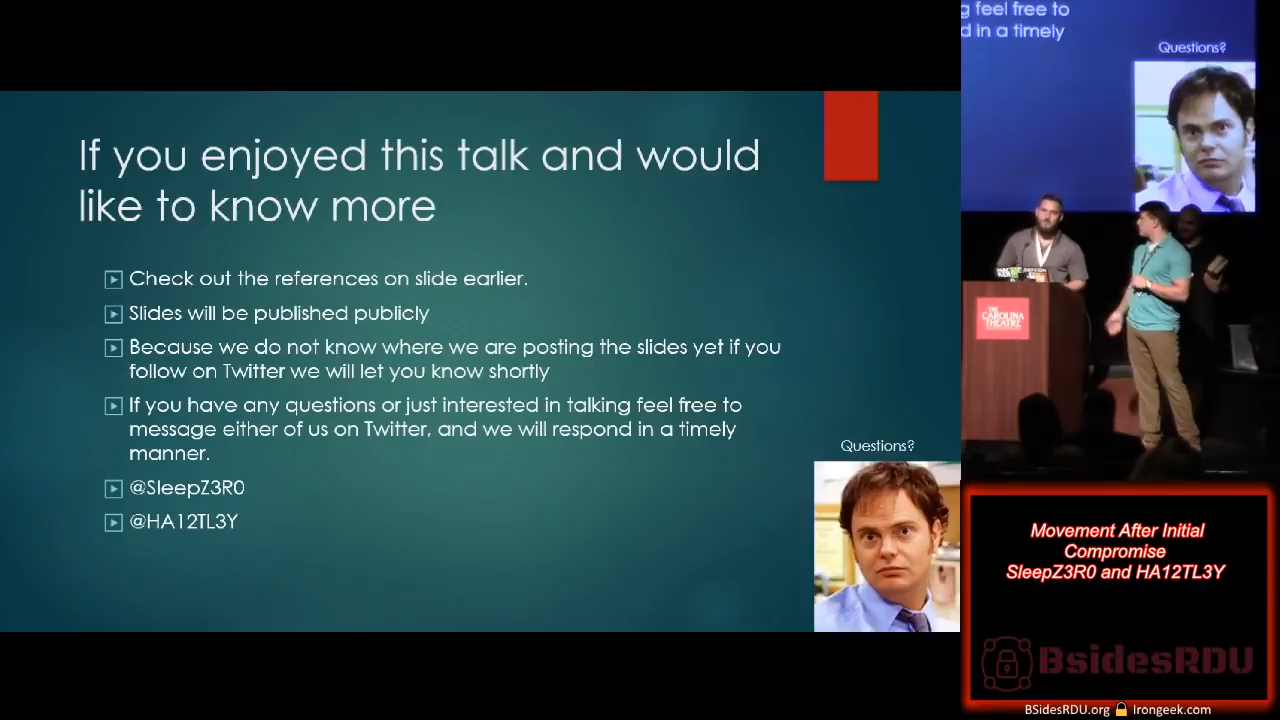 If you enjoyed this talk and would
like to know more
Check out the references on slide earlier.
Slides will be published publicly
Because we do not know where we are posting the slides yet if you
follow on Twitter we will let you know shortly
If you have any questions or just interested in talking feel free to
message either of us on Twitter, and we will respond in a timely
manner.
@SleepZ3R0
@HA12TL3Y
Questions?
g feel free to
d in a timely
Questions?
THE
CAROLINA
THEATRE
Movement After Initial
Compromise
SleepZ3R0 and HA12TL3Y
BsidesRDU
BSidesRDU.org Irongeek.com